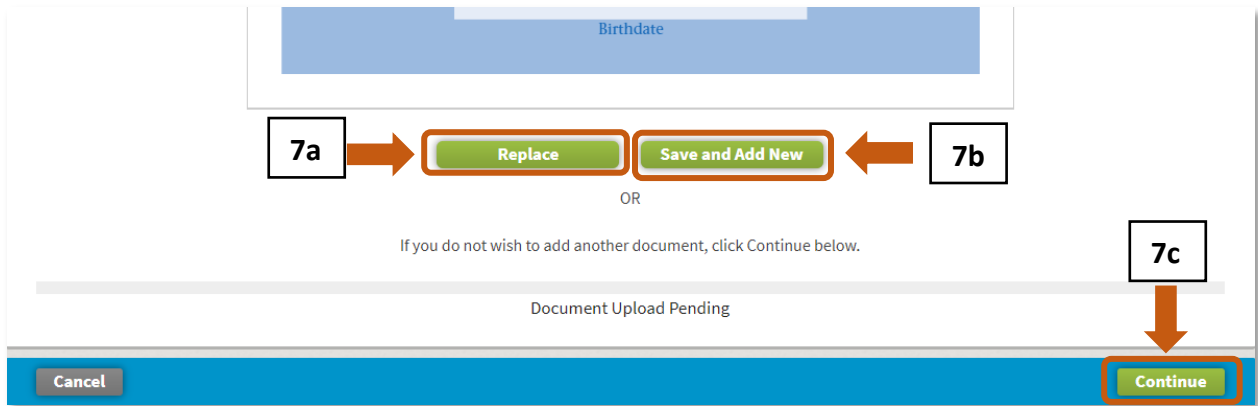 Birthdate
7a
Replace
Save and Add New
7b
OR
If you do not wish to add another document, click Continue below.
7c
Document Upload Pending
Cancel
Continue